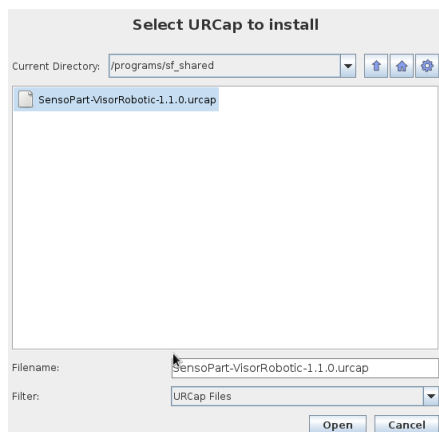 Select URCap to install
Current Directory: /programs/sf_shared
SensoPart-VisorRobotic-1.1.0.urcap
Filename: SensoPart-VisorRobotic-1.1.0.urcap
Filter: URCap Files
Open Cancel